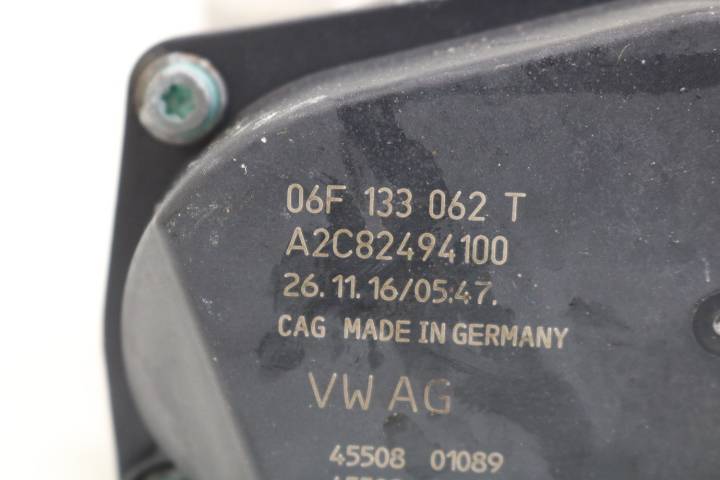 06F 133 062 T
A2C82494100
26.11.16/05:47.
CAG MADE IN GERMANY
VW AG
45508 01089